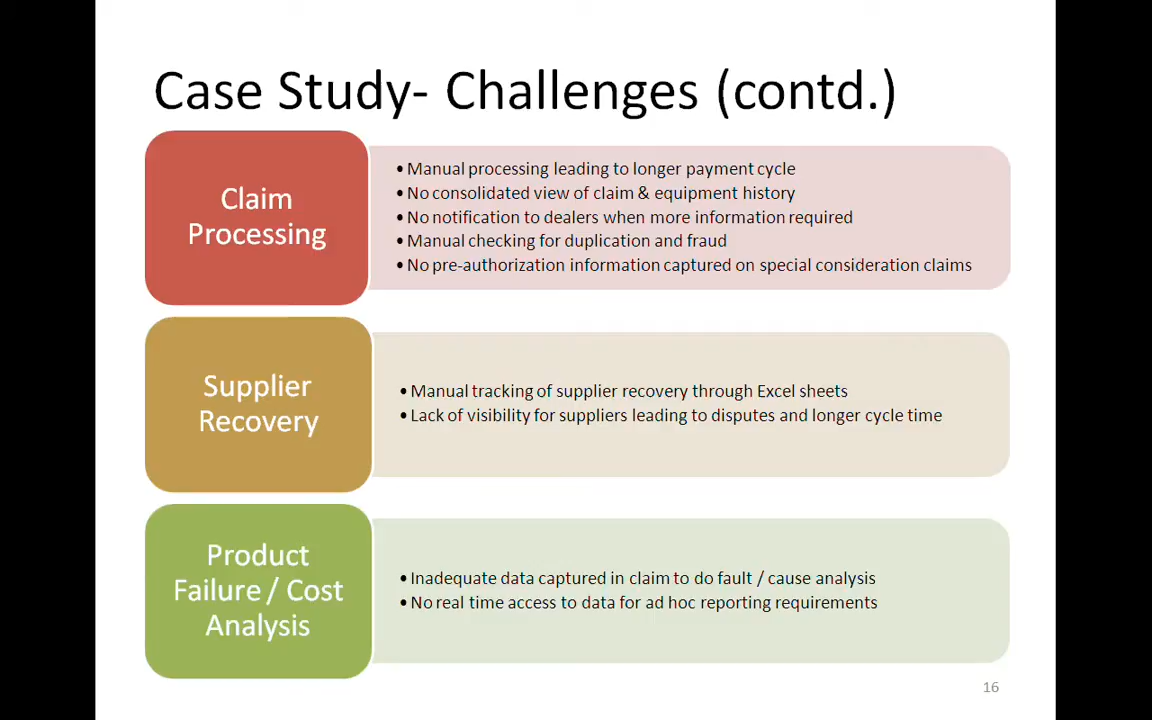 Case Study- Challenges (contd.)
Claim
Processing
• Manual processing leading to longer payment cycle
• No consolidated view of claim & equipment history
• No notification to dealers when more information required
• Manual checking for duplication and fraud
• No pre-authorization information captured on special consideration claims
Supplier
Recovery
• Manual tracking of supplier recovery through Excel sheets
• Lack of visibility for suppliers leading to disputes and longer cycle time
Product
Failure / Cost
Analysis
• Inadequate data captured in claim to do fault / cause analysis
• No real time access to data for ad hoc reporting requirements
16